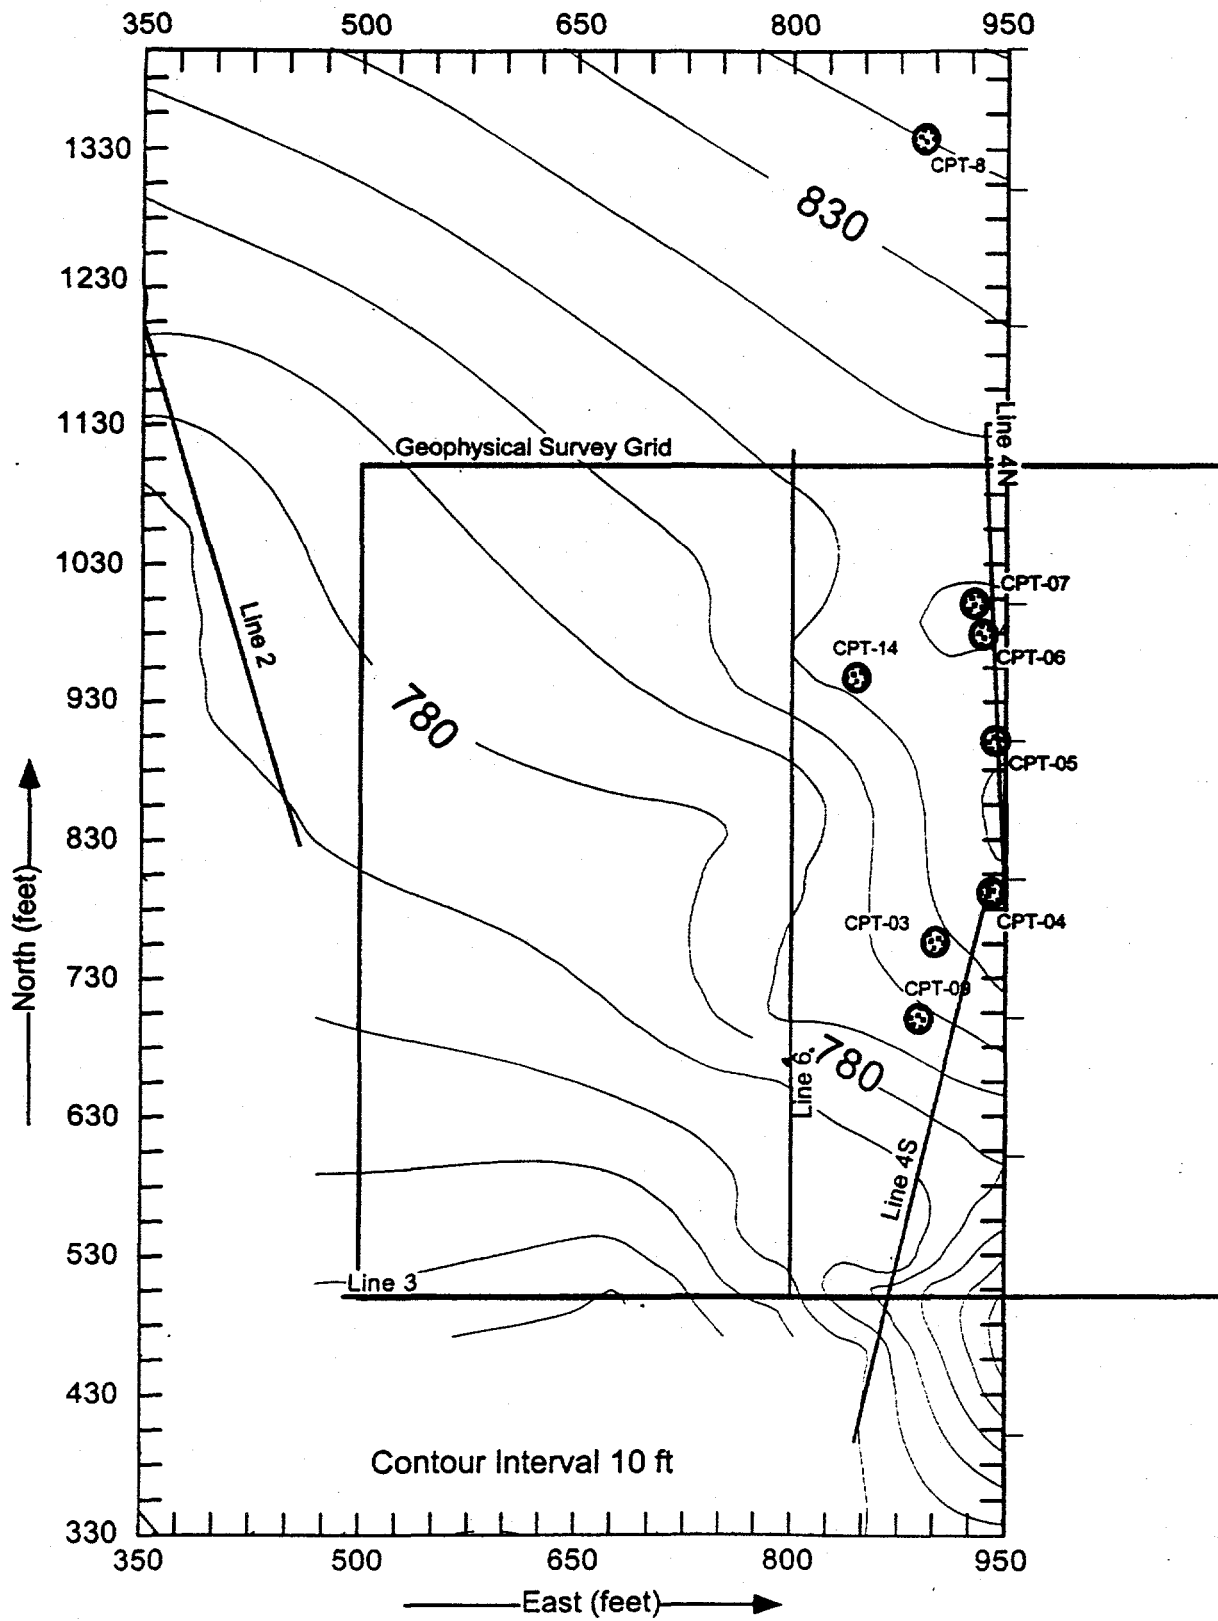 350 500 650 800 950
1330
CPT-8
830
1230
1130
Line 4N
Geophysical Survey Grid
1030
CPT-07
Line 2
CPT-14
CPT-06
930
780
CPT-05
830
CPT-03
CPT-04
730
CPT-09
North (feet)
780
Line 6
630
Line 4S
530
Line 3
430
Contour Interval 10 ft
330
350 500 650 800 950
East (feet)